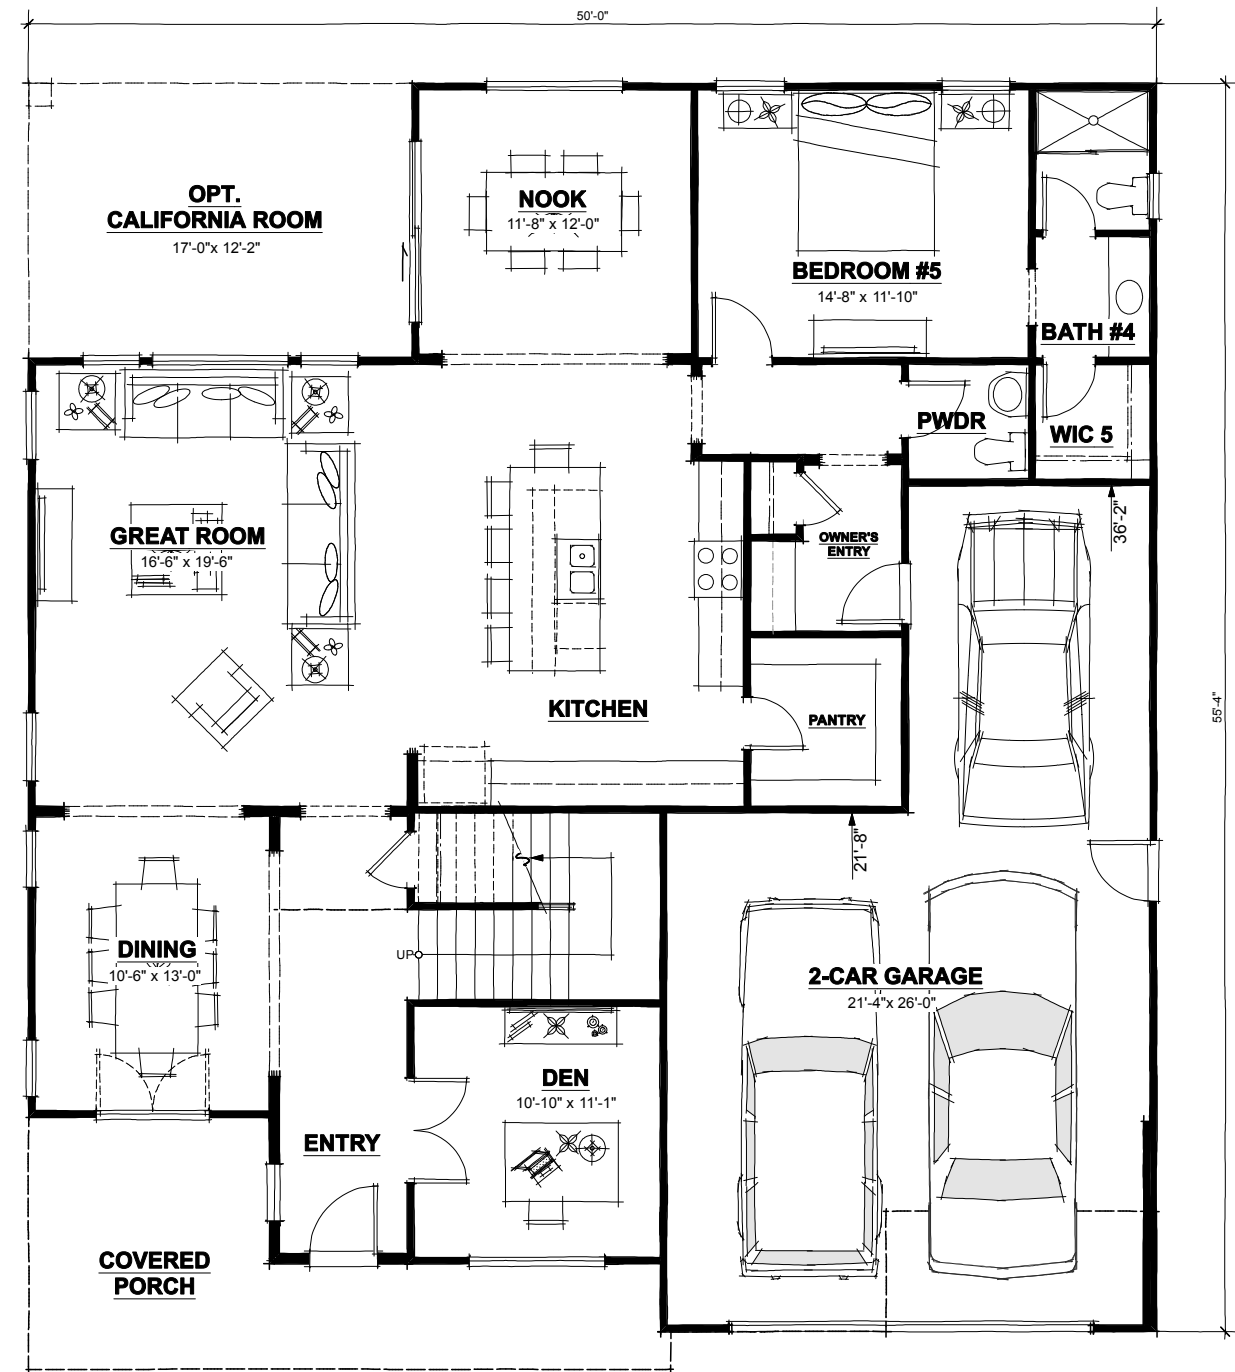 50'-0"
OPT.
CALIFORNIA ROOM
17'-0"x 12'-2"
NOOK
11'-8" x 12'-0"
BEDROOM #5
14'-8" x 11'-10"
BATH #4
PWDR
WIC 5
GREAT ROOM
16'-6" x 19'-6"
OWNER'S
ENTRY
36'-2"
KITCHEN
PANTRY
55'-4"
21'-8"
DINING
10'-6" x 13'-0"
UP
2-CAR GARAGE
21'-4"x 26'-0"
DEN
10'-10" x 11'-1"
ENTRY
COVERED
PORCH